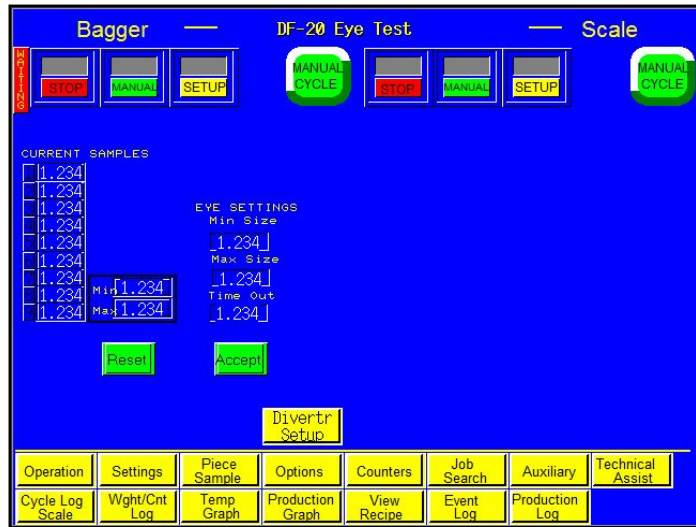 Bagger — DF-20 Eye Test — Scale
WAITING
STOP MANUAL SETUP MANUAL CYCLE STOP MANUAL SETUP MANUAL CYCLE
CURRENT SAMPLES
1.234
1.234
1.234
1.234
1.234
1.234
1.234
1.234
1.234
Min 1.234
Max 1.234
EYE SETTINGS
Min Size
1.234
Max Size
1.234
Time Out
1.234
Reset
Accept
Divertr
Setup
Operation
Settings
Piece
Sample
Options
Counters
Job
Search
Auxiliary
Technical
Assist
Cycle Log
Scale
Wght/Cnt
Log
Temp
Graph
Production
Graph
View
Recipe
Event
Log
Production
Log